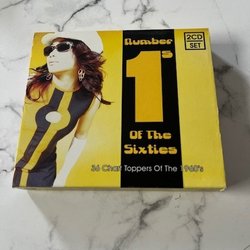 Number
1s
Of The
Sixties
2CD
SET
36 Chart Toppers Of The 1960's